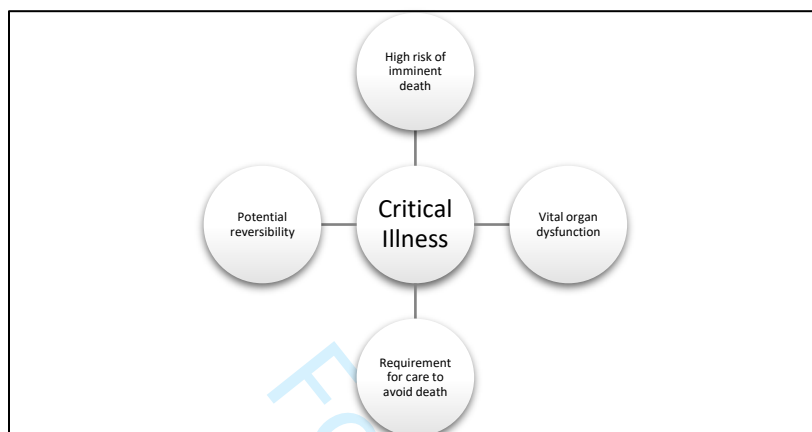 High risk of
imminent
death
Potential
reversibility
Critical
Illness
Vital organ
dysfunction
Requirement
for care to
avoid death